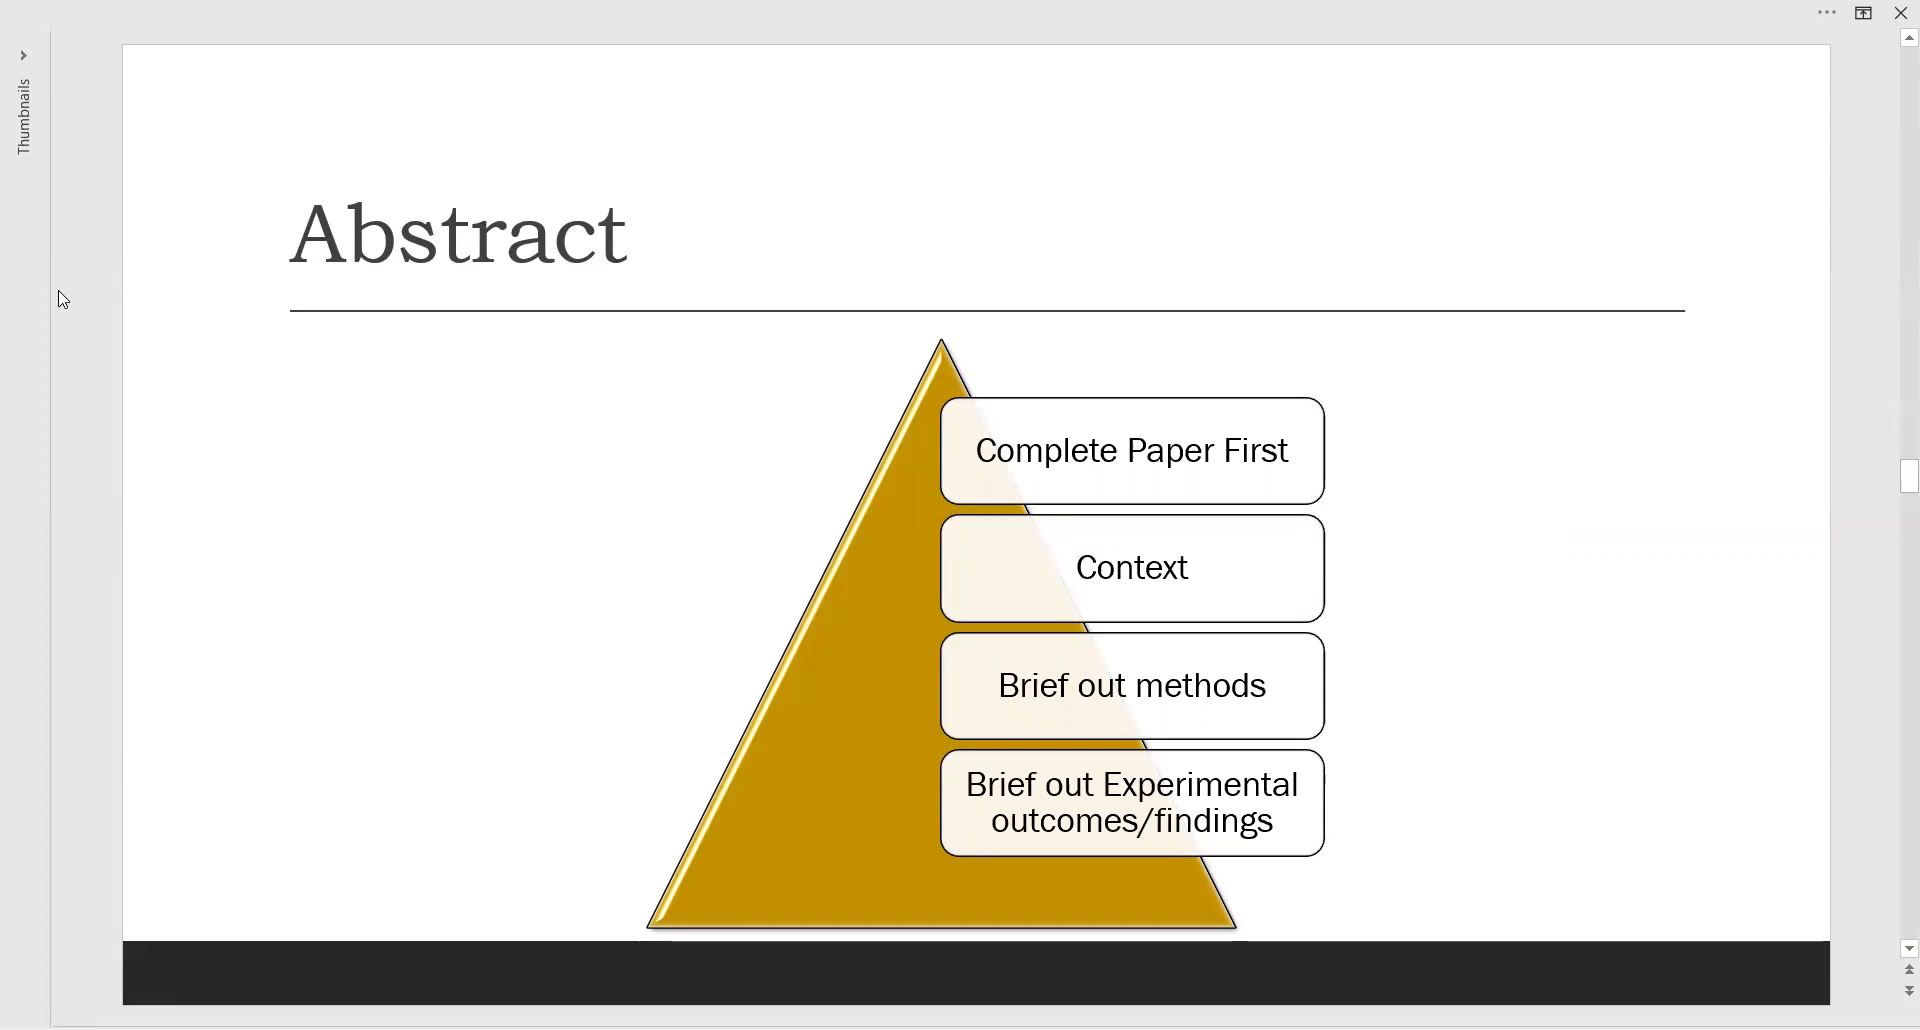 Thumbnails
Abstract
Complete Paper First
Context
Brief out methods
Brief out Experimental
outcomes/findings